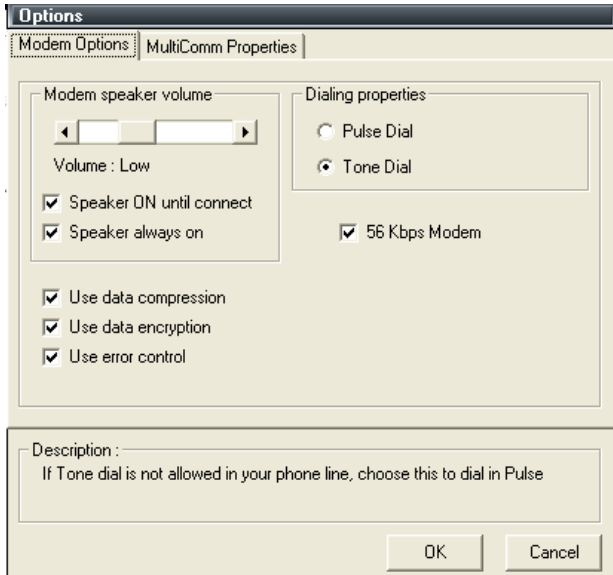 Options
Modem Options
MultiComm Properties
Modem speaker volume
Volume : Low
Speaker ON until connect
Speaker always on
Dialing properties
Pulse Dial
Tone Dial
56 Kbps Modem
Use data compression
Use data encryption
Use error control
Description :
If Tone dial is not allowed in your phone line, choose this to dial in Pulse
OK
Cancel